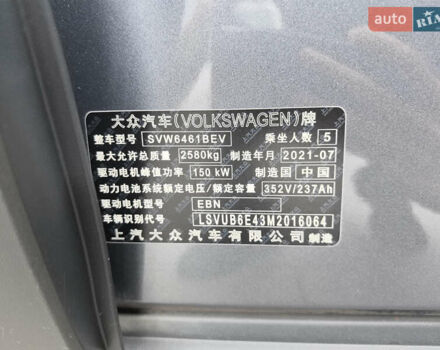 auto RIA
大众汽车(VOLKSWAGEN)牌
整车型号 SVW6461BEV 乘坐人数 5
最大允许总质量 2580kg 制造年月 2021-07
驱动电机峰值功率 150kW 制造国 中国
动力电池系统额定电压/额定容量 352V/237Ah
驱动电机型号 EBN
车辆识别代号 LSVUB6E43M2016064
上汽大众汽车有限公司 制造